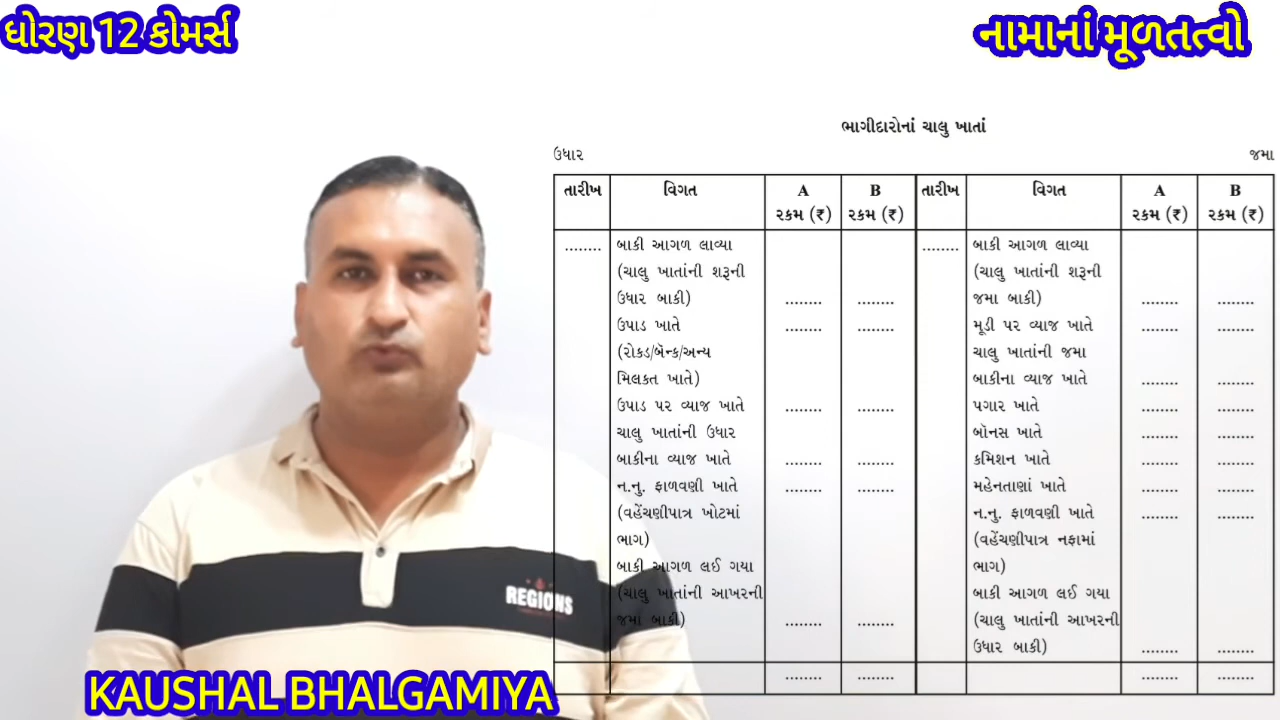 ધોરણ 12 કોમર્સ
નામાનાં મૂળતત્વો
ભાગીદારોનાં ચાલુ ખાતાં
ઉધાર જમા
તારીખ વિગત A રકમ (₹) B રકમ (₹) તારીખ વિગત A રકમ (₹) B રકમ (₹)
........ બાકી આગળ લાવ્યા ........ બાકી આગળ લાવ્યા
(ચાલુ ખાતાંની શરૂની (ચાલુ ખાતાંની શરૂની
ઉધાર બાકી) ........ ........ જમા બાકી) ........ ........
ઉપાડ ખાતે ........ ........ મૂડી પર વ્યાજ ખાતે ........ ........
(રોકડ/બૅન્ક/અન્ય ચાલુ ખાતાંની જમા
મિલકત ખાતે) બાકીના વ્યાજ ખાતે ........ ........
ઉપાડ પર વ્યાજ ખાતે ........ ........ પગાર ખાતે ........ ........
ચાલુ ખાતાંની ઉધાર બૉનસ ખાતે ........ ........
બાકીના વ્યાજ ખાતે ........ ........ કમિશન ખાતે ........ ........
ન.નુ. ફાળવણી ખાતે ........ ........ મહેનતાણાં ખાતે ........ ........
(વહેંચણીપાત્ર ખોટમાં ન.નુ. ફાળવણી ખાતે ........ ........
ભાગ) (વહેંચણીપાત્ર નફામાં
બાકી આગળ લઈ ગયા ભાગ)
(ચાલુ ખાતાંની આખરની બાકી આગળ લઈ ગયા
જમા બાકી) ........ ........ (ચાલુ ખાતાંની આખરની
ઉધાર બાકી) ........ ........
........ ........ ........ ........
REGIONS
KAUSHAL BHALGAMIYA